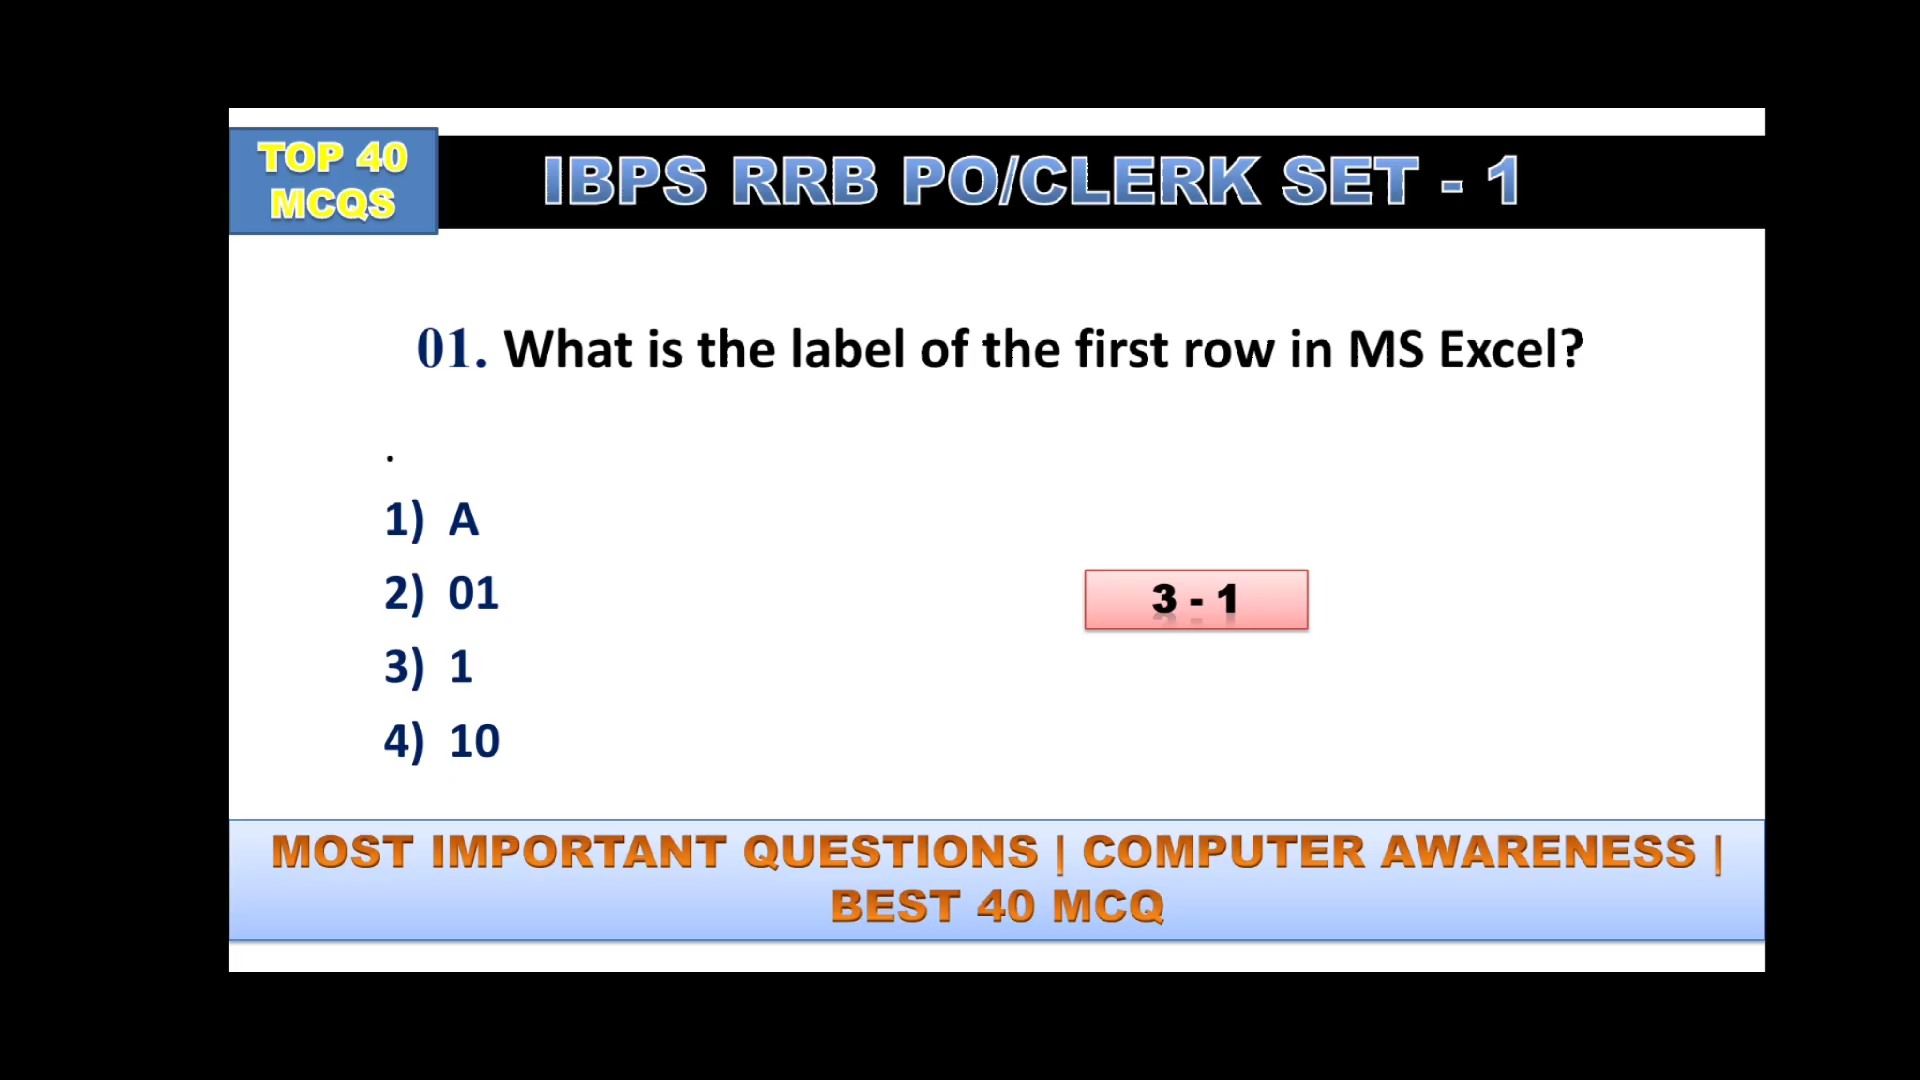 TOP 40
MCQS
IBPS RRB PO/CLERK SET - 1
01. What is the label of the first row in MS Excel?
.
1) A
2) 01
3) 1
4) 10
3 - 1
MOST IMPORTANT QUESTIONS | COMPUTER AWARENESS |
BEST 40 MCQ